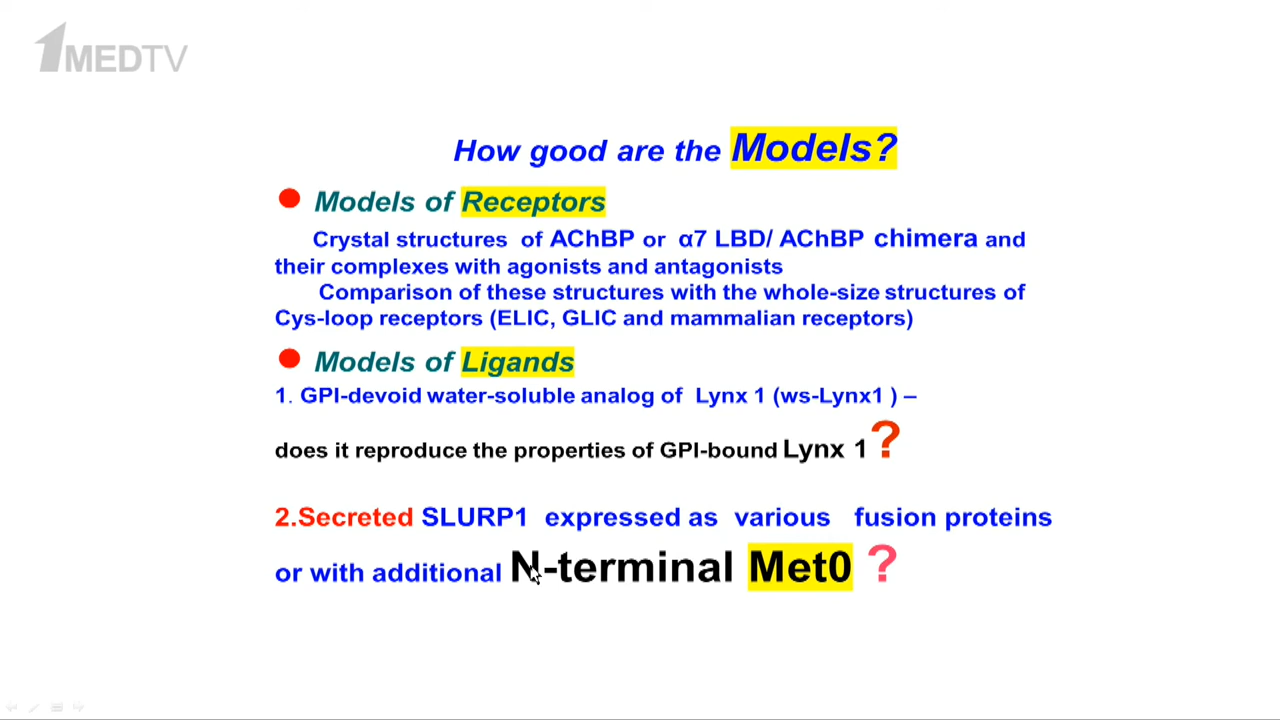 1MEDTV
How good are the Models?
Models of Receptors
Crystal structures of AChBP or α7 LBD/ AChBP chimera and
their complexes with agonists and antagonists
Comparison of these structures with the whole-size structures of
Cys-loop receptors (ELIC, GLIC and mammalian receptors)
Models of Ligands
1. GPI-devoid water-soluble analog of Lynx 1 (ws-Lynx1 ) –
does it reproduce the properties of GPI-bound Lynx 1?
2.Secreted SLURP1 expressed as various fusion proteins
or with additional N-terminal Met0 ?